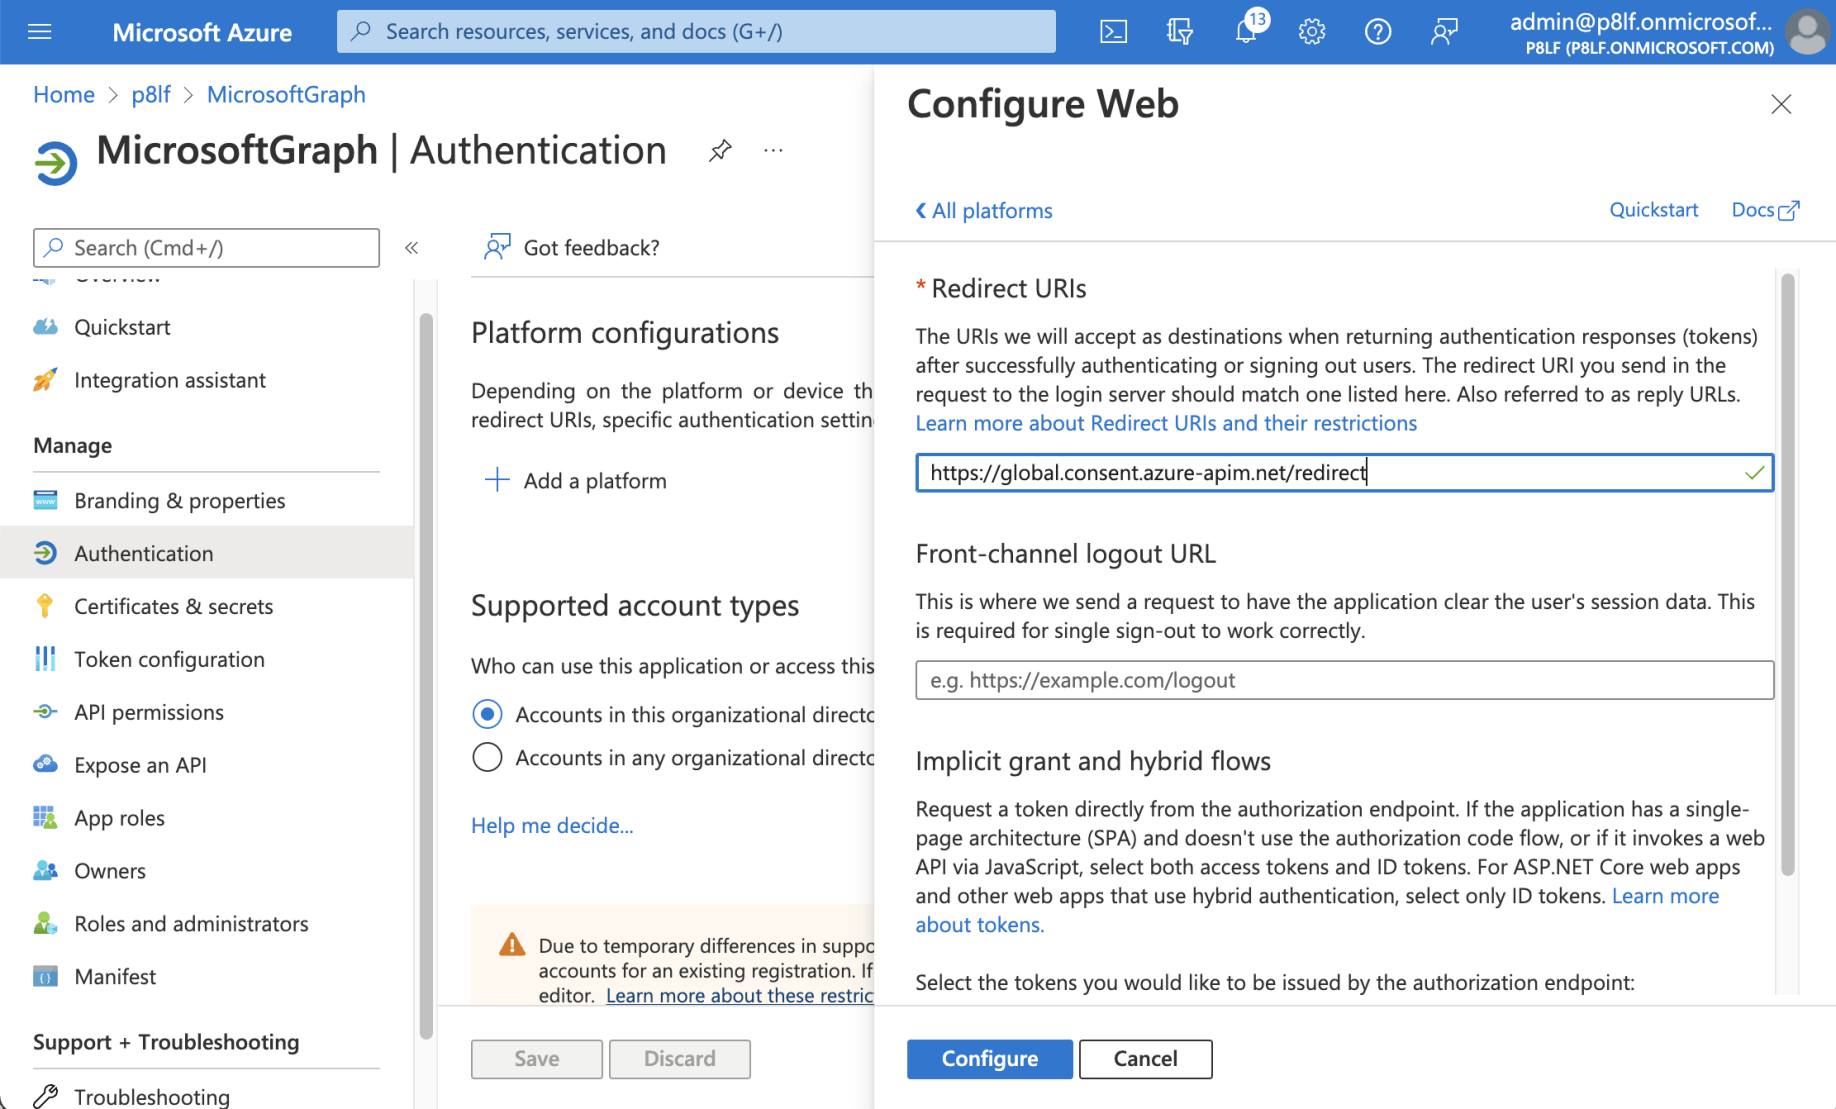 Microsoft Azure
Search resources, services, and docs (G+/)
13
admin@p8lf.onmicrosof...
P8LF (P8LF.ONMICROSOFT.COM)
Home > p8lf > MicrosoftGraph
MicrosoftGraph | Authentication
...
Search (Cmd+/)
«
Overview
Quickstart
Integration assistant
Manage
Branding & properties
Authentication
Certificates & secrets
Token configuration
API permissions
Expose an API
App roles
Owners
Roles and administrators
Manifest
Support + Troubleshooting
Troubleshooting
Got feedback?
Platform configurations
Depending on the platform or device th
redirect URIs, specific authentication settin
Add a platform
Supported account types
Who can use this application or access this
Accounts in this organizational directo
Accounts in any organizational directo
Help me decide...
Due to temporary differences in suppo
accounts for an existing registration. If
editor. Learn more about these restric
Save
Discard
Configure Web
All platforms
Quickstart
Docs
* Redirect URIs
The URIs we will accept as destinations when returning authentication responses (tokens)
after successfully authenticating or signing out users. The redirect URI you send in the
request to the login server should match one listed here. Also referred to as reply URLs.
Learn more about Redirect URIs and their restrictions
https://global.consent.azure-apim.net/redirect
Front-channel logout URL
This is where we send a request to have the application clear the user's session data. This
is required for single sign-out to work correctly.
e.g. https://example.com/logout
Implicit grant and hybrid flows
Request a token directly from the authorization endpoint. If the application has a single-
page architecture (SPA) and doesn't use the authorization code flow, or if it invokes a web
API via JavaScript, select both access tokens and ID tokens. For ASP.NET Core web apps
and other web apps that use hybrid authentication, select only ID tokens. Learn more
about tokens.
Select the tokens you would like to be issued by the authorization endpoint:
Configure
Cancel